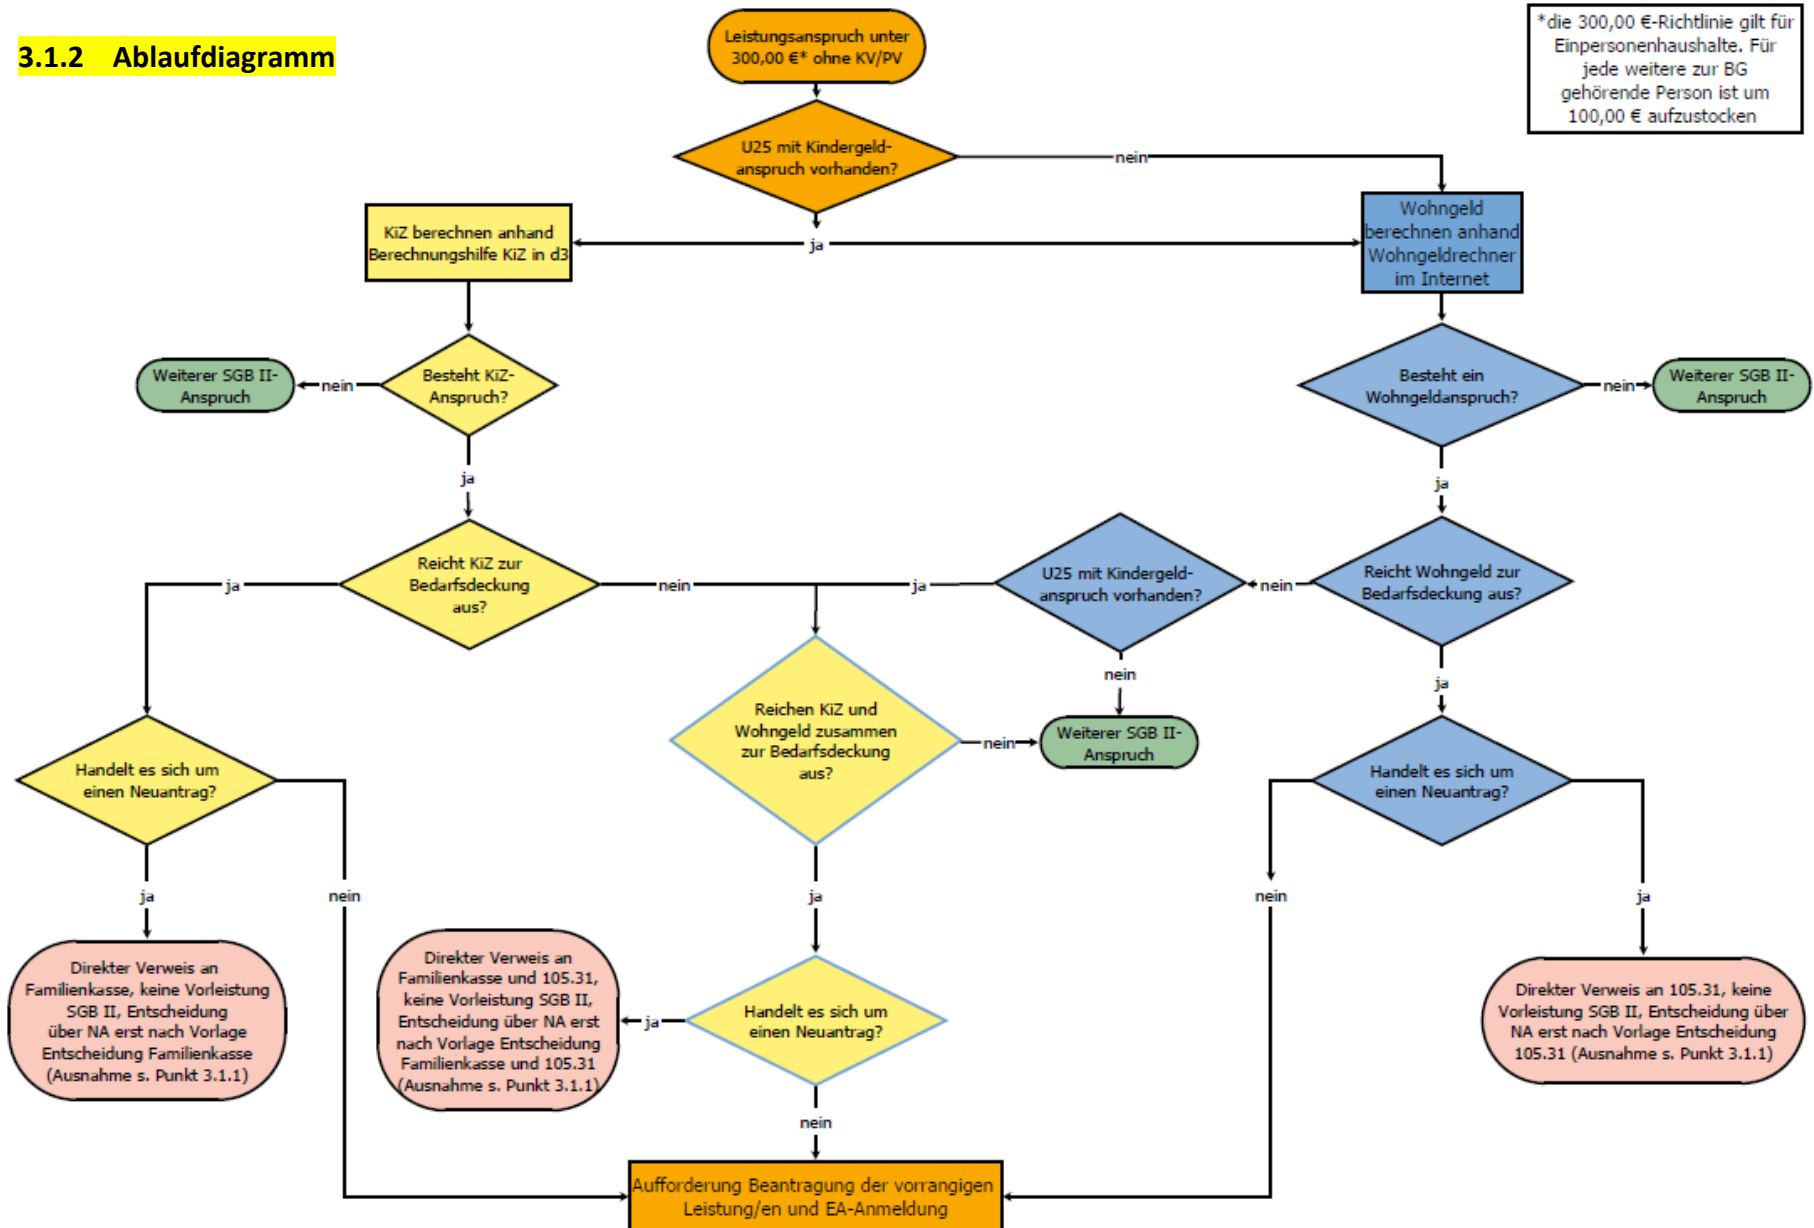 3.1.2 Ablaufdiagramm
Leistungsanspruch unter
300,00 €* ohne KV/PV
*die 300,00 €-Richtlinie gilt für
Einpersonenhaushalte. Für
jede weitere zur BG
gehörende Person ist um
100,00 € aufzustocken
U25 mit Kindergeld-
anspruch vorhanden?
nein
ja
KiZ berechnen anhand
Berechnungshilfe KiZ in d3
Wohngeld
berechnen anhand
Wohngeldrechner
im Internet
Weiterer SGB II-
Anspruch
nein
Besteht KiZ-
Anspruch?
Besteht ein
Wohngeldanspruch?
nein
Weiterer SGB II-
Anspruch
ja
ja
ja
Reicht KiZ zur
Bedarfsdeckung
aus?
nein
ja
U25 mit Kindergeld-
anspruch vorhanden?
nein
Reicht Wohngeld zur
Bedarfsdeckung aus?
nein
ja
Reichen KiZ und
Wohngeld zusammen
zur Bedarfsdeckung
aus?
nein
Weiterer SGB II-
Anspruch
Handelt es sich um
einen Neuantrag?
Handelt es sich um
einen Neuantrag?
ja
nein
ja
nein
ja
Direkter Verweis an
Familienkasse, keine Vorleistung
SGB II, Entscheidung
über NA erst nach Vorlage
Entscheidung Familienkasse
(Ausnahme s. Punkt 3.1.1)
Direkter Verweis an
Familienkasse und 105.31,
keine Vorleistung SGB II,
Entscheidung über NA erst
nach Vorlage Entscheidung
Familienkasse und 105.31
(Ausnahme s. Punkt 3.1.1)
ja
Handelt es sich um
einen Neuantrag?
Direkter Verweis an 105.31, keine
Vorleistung SGB II, Entscheidung über
NA erst nach Vorlage Entscheidung
105.31 (Ausnahme s. Punkt 3.1.1)
nein
Aufforderung Beantragung der vorrangigen
Leistung/en und EA-Anmeldung